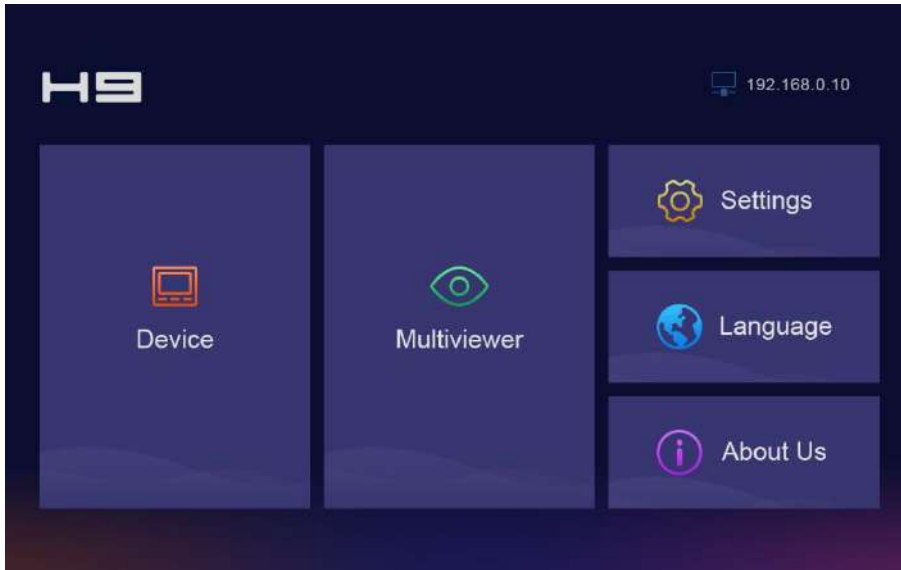 H9
192.168.0.10
Device
Multiviewer
Settings
Language
About Us